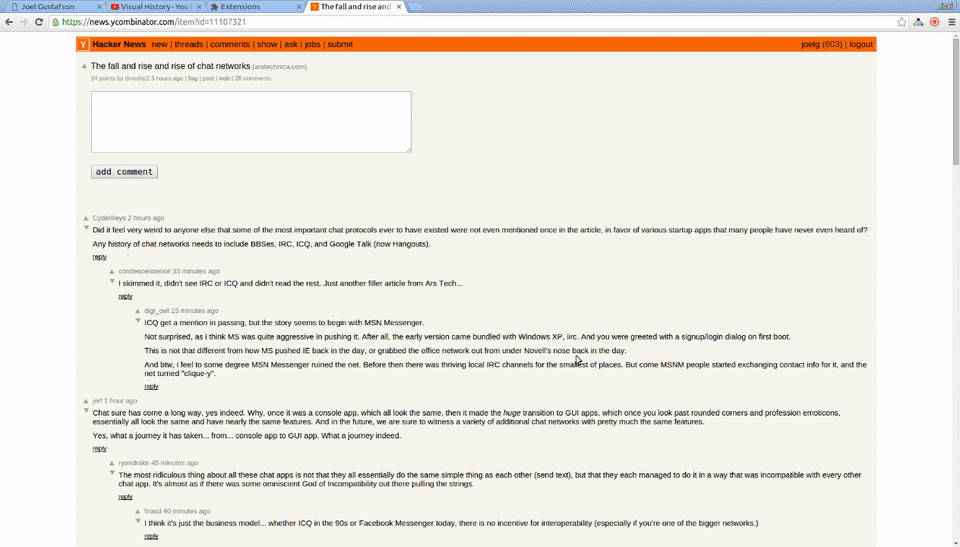 Joel
Joel Gustafson
Visual History - YouT
Extensions
The fall and rise and
https://news.ycombinator.com/item?id=11107321
Y Hacker News new | threads | comments | show | ask | jobs | submit
joelg (603) | logout
The fall and rise and rise of chat networks (arstechnica.com)
54 points by dineshp2 3 hours ago | flag | past | web | 28 comments
add comment
CydeWeys 2 hours ago
Did it feel very weird to anyone else that some of the most important chat protocols ever to have existed were not even mentioned once in the article, in favor of various startup apps that many people have never even heard of?
Any history of chat networks needs to include BBSes, IRC, ICQ, and Google Talk (now Hangouts).
reply
condescendence 33 minutes ago
I skimmed it, didn't see IRC or ICQ and didn't read the rest. Just another filler article from Ars Tech...
reply
digi_owl 15 minutes ago
ICQ get a mention in passing, but the story seems to begin with MSN Messenger.
Not surprised, as i think MS was quite aggressive in pushing it. After all, the early version came bundled with Windows XP, iirc. And you were greeted with a signup/login dialog on first boot.
This is not that different from how MS pushed IE back in the day, or grabbed the office network out from under Novell's nose back in the day.
And btw, i feel to some degree MSN Messenger ruined the net. Before then there was thriving local IRC channels for the smallest of places. But come MSNM people started exchanging contact info for it, and the
net turned "clique-y".
reply
jerf 1 hour ago
Chat sure has come a long way, yes indeed. Why, once it was a console app, which all look the same, then it made the huge transition to GUI apps, which once you look past rounded corners and profession emoticons,
essentially all look the same and have nearly the same features. And in the future, we are sure to witness a variety of additional chat networks with pretty much the same features.
Yes, what a journey it has taken... from... console app to GUI app. What a journey indeed.
reply
ryandrake 45 minutes ago
The most ridiculous thing about all these chat apps is not that they all essentially do the same simple thing as each other (send text), but that they each managed to do it in a way that was incompatible with every other
chat app. It's almost as if there was some omniscient God of Incompatibility out there pulling the strings.
reply
firasd 40 minutes ago
I think it's just the business model... whether ICQ in the 90s or Facebook Messenger today, there is no incentive for interoperability (especially if you're one of the bigger networks.)
reply